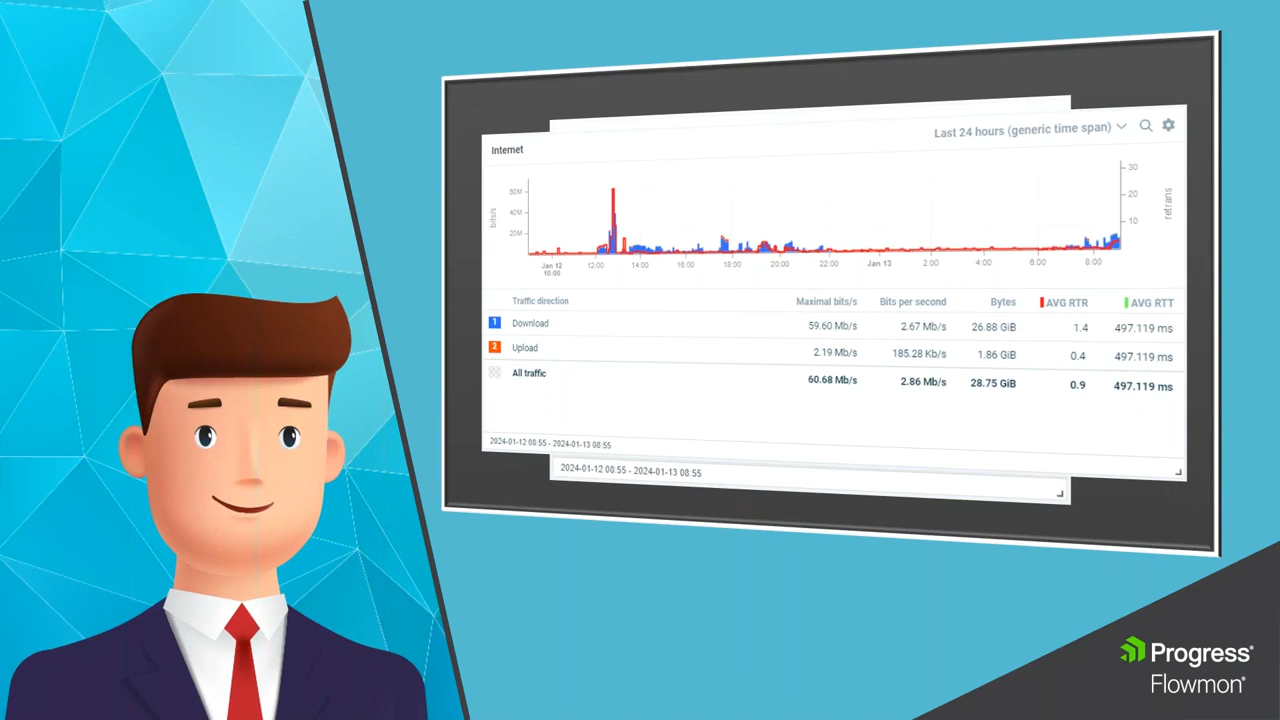 Last 24 hours (generic time span)
Internet
bits/s
60M
40M
20M
30
20
10
retrans
Jan 12
10:00
12:00
14:00
16:00
18:00
20:00
22:00
Jan 13
2:00
4:00
6:00
8:00
Traffic direction Maximal bits/s Bits per second Bytes AVG RTR AVG RTT
1 Download 59.60 Mb/s 2.67 Mb/s 26.88 GiB 1.4 497.119 ms
2 Upload 2.19 Mb/s 185.28 Kb/s 1.86 GiB 0.4 497.119 ms
All traffic 60.68 Mb/s 2.86 Mb/s 28.75 GiB 0.9 497.119 ms
2024-01-12 08:55 - 2024-01-13 08:55
2024-01-12 08:55 - 2024-01-13 08:55
Progress®
Flowmon®